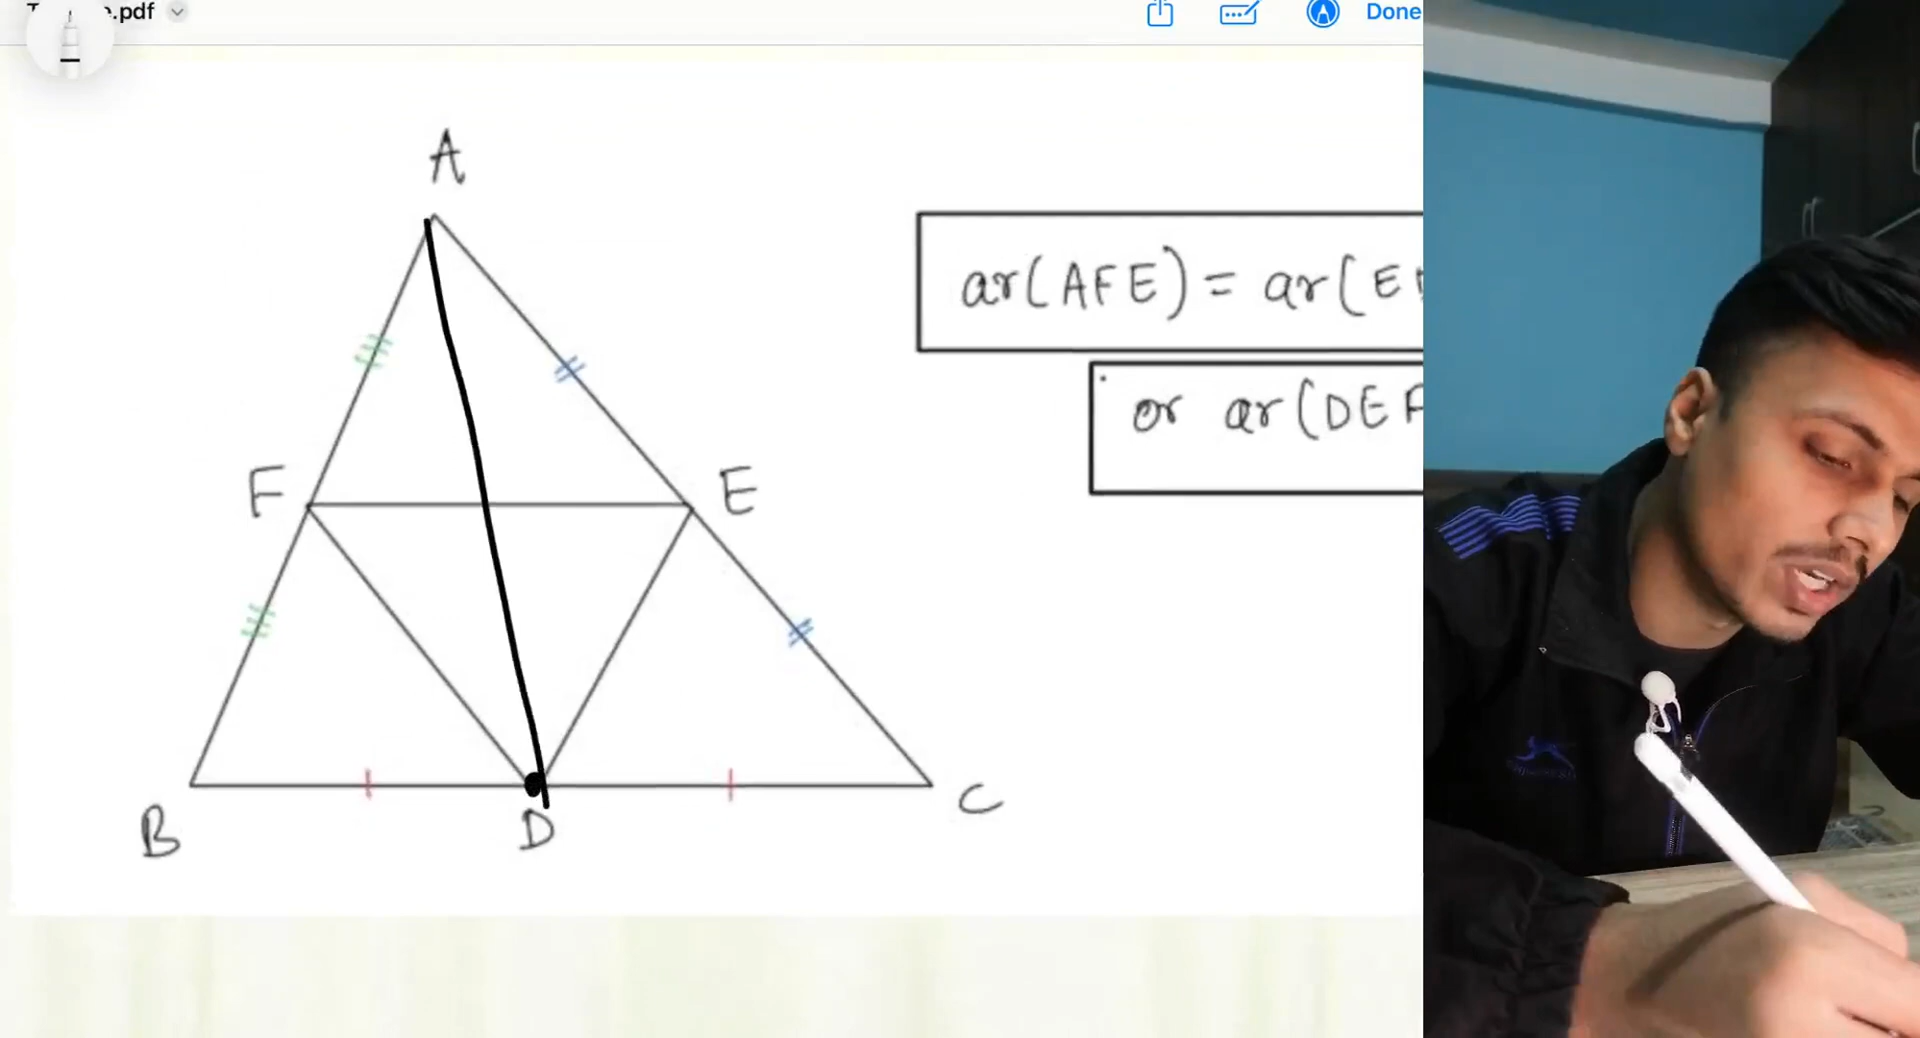 .pdf
Done
A
ar(AFE) = ar(E
or ar(DEF
F
E
B
D
C